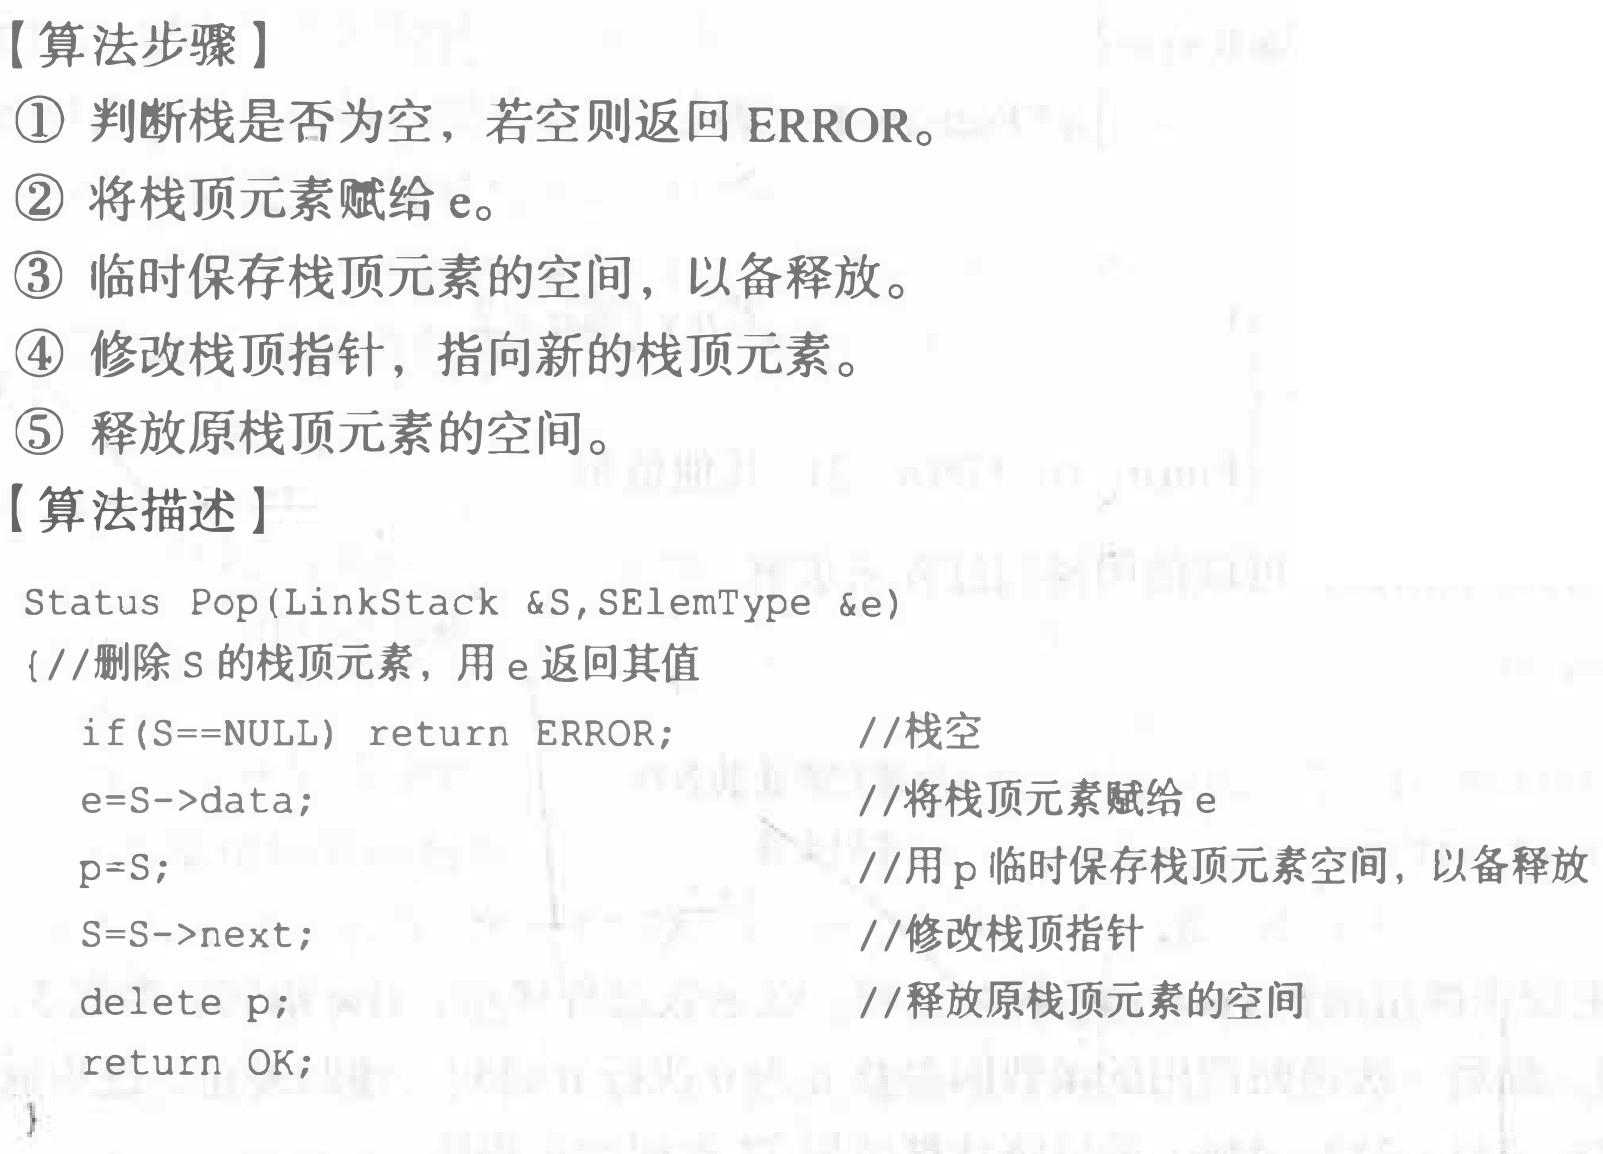 【算法步骤】
① 判断栈是否为空，若空则返回 ERROR。
② 将栈顶元素赋给 e。
③ 临时保存栈顶元素的空间，以备释放。
④ 修改栈顶指针，指向新的栈顶元素。
⑤ 释放原栈顶元素的空间。
【算法描述】
Status Pop(LinkStack &S,SElemType &e)
{//删除 S 的栈顶元素，用 e 返回其值
if(S==NULL) return ERROR; //栈空
e=S->data; //将栈顶元素赋给 e
p=S; //用 p 临时保存栈顶元素空间，以备释放
S=S->next; //修改栈顶指针
delete p; //释放原栈顶元素的空间
return OK;
}